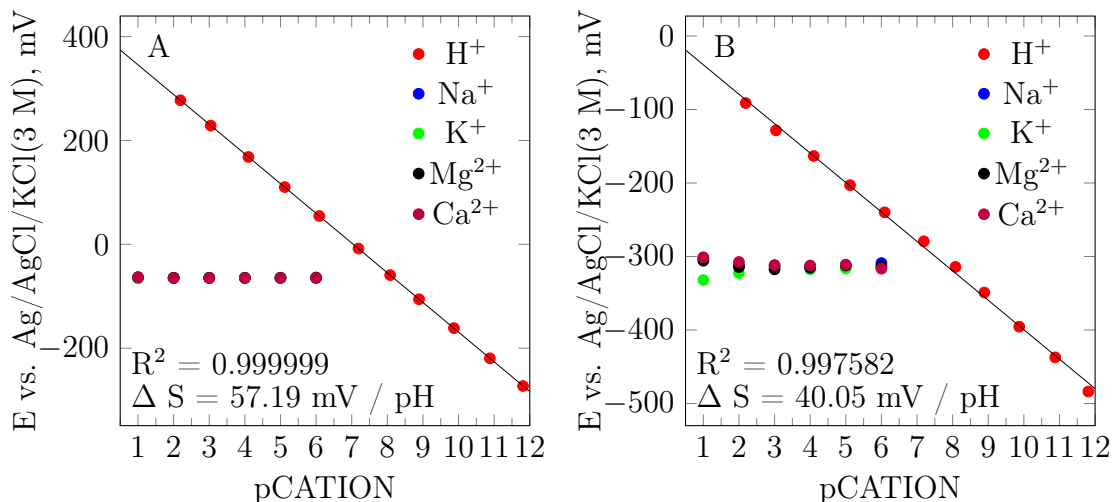 E vs. Ag/AgCl/KCl(3 M), mV
400
200
0
−200
A
H⁺
Na⁺
K⁺
Mg²⁺
Ca²⁺
R² = 0.999999
Δ S = 57.19 mV / pH
1 2 3 4 5 6 7 8 9 10 11 12
pCATION
E vs. Ag/AgCl/KCl(3 M), mV
0
−100
−200
−300
−400
−500
B
H⁺
Na⁺
K⁺
Mg²⁺
Ca²⁺
R² = 0.997582
Δ S = 40.05 mV / pH
1 2 3 4 5 6 7 8 9 10 11 12
pCATION